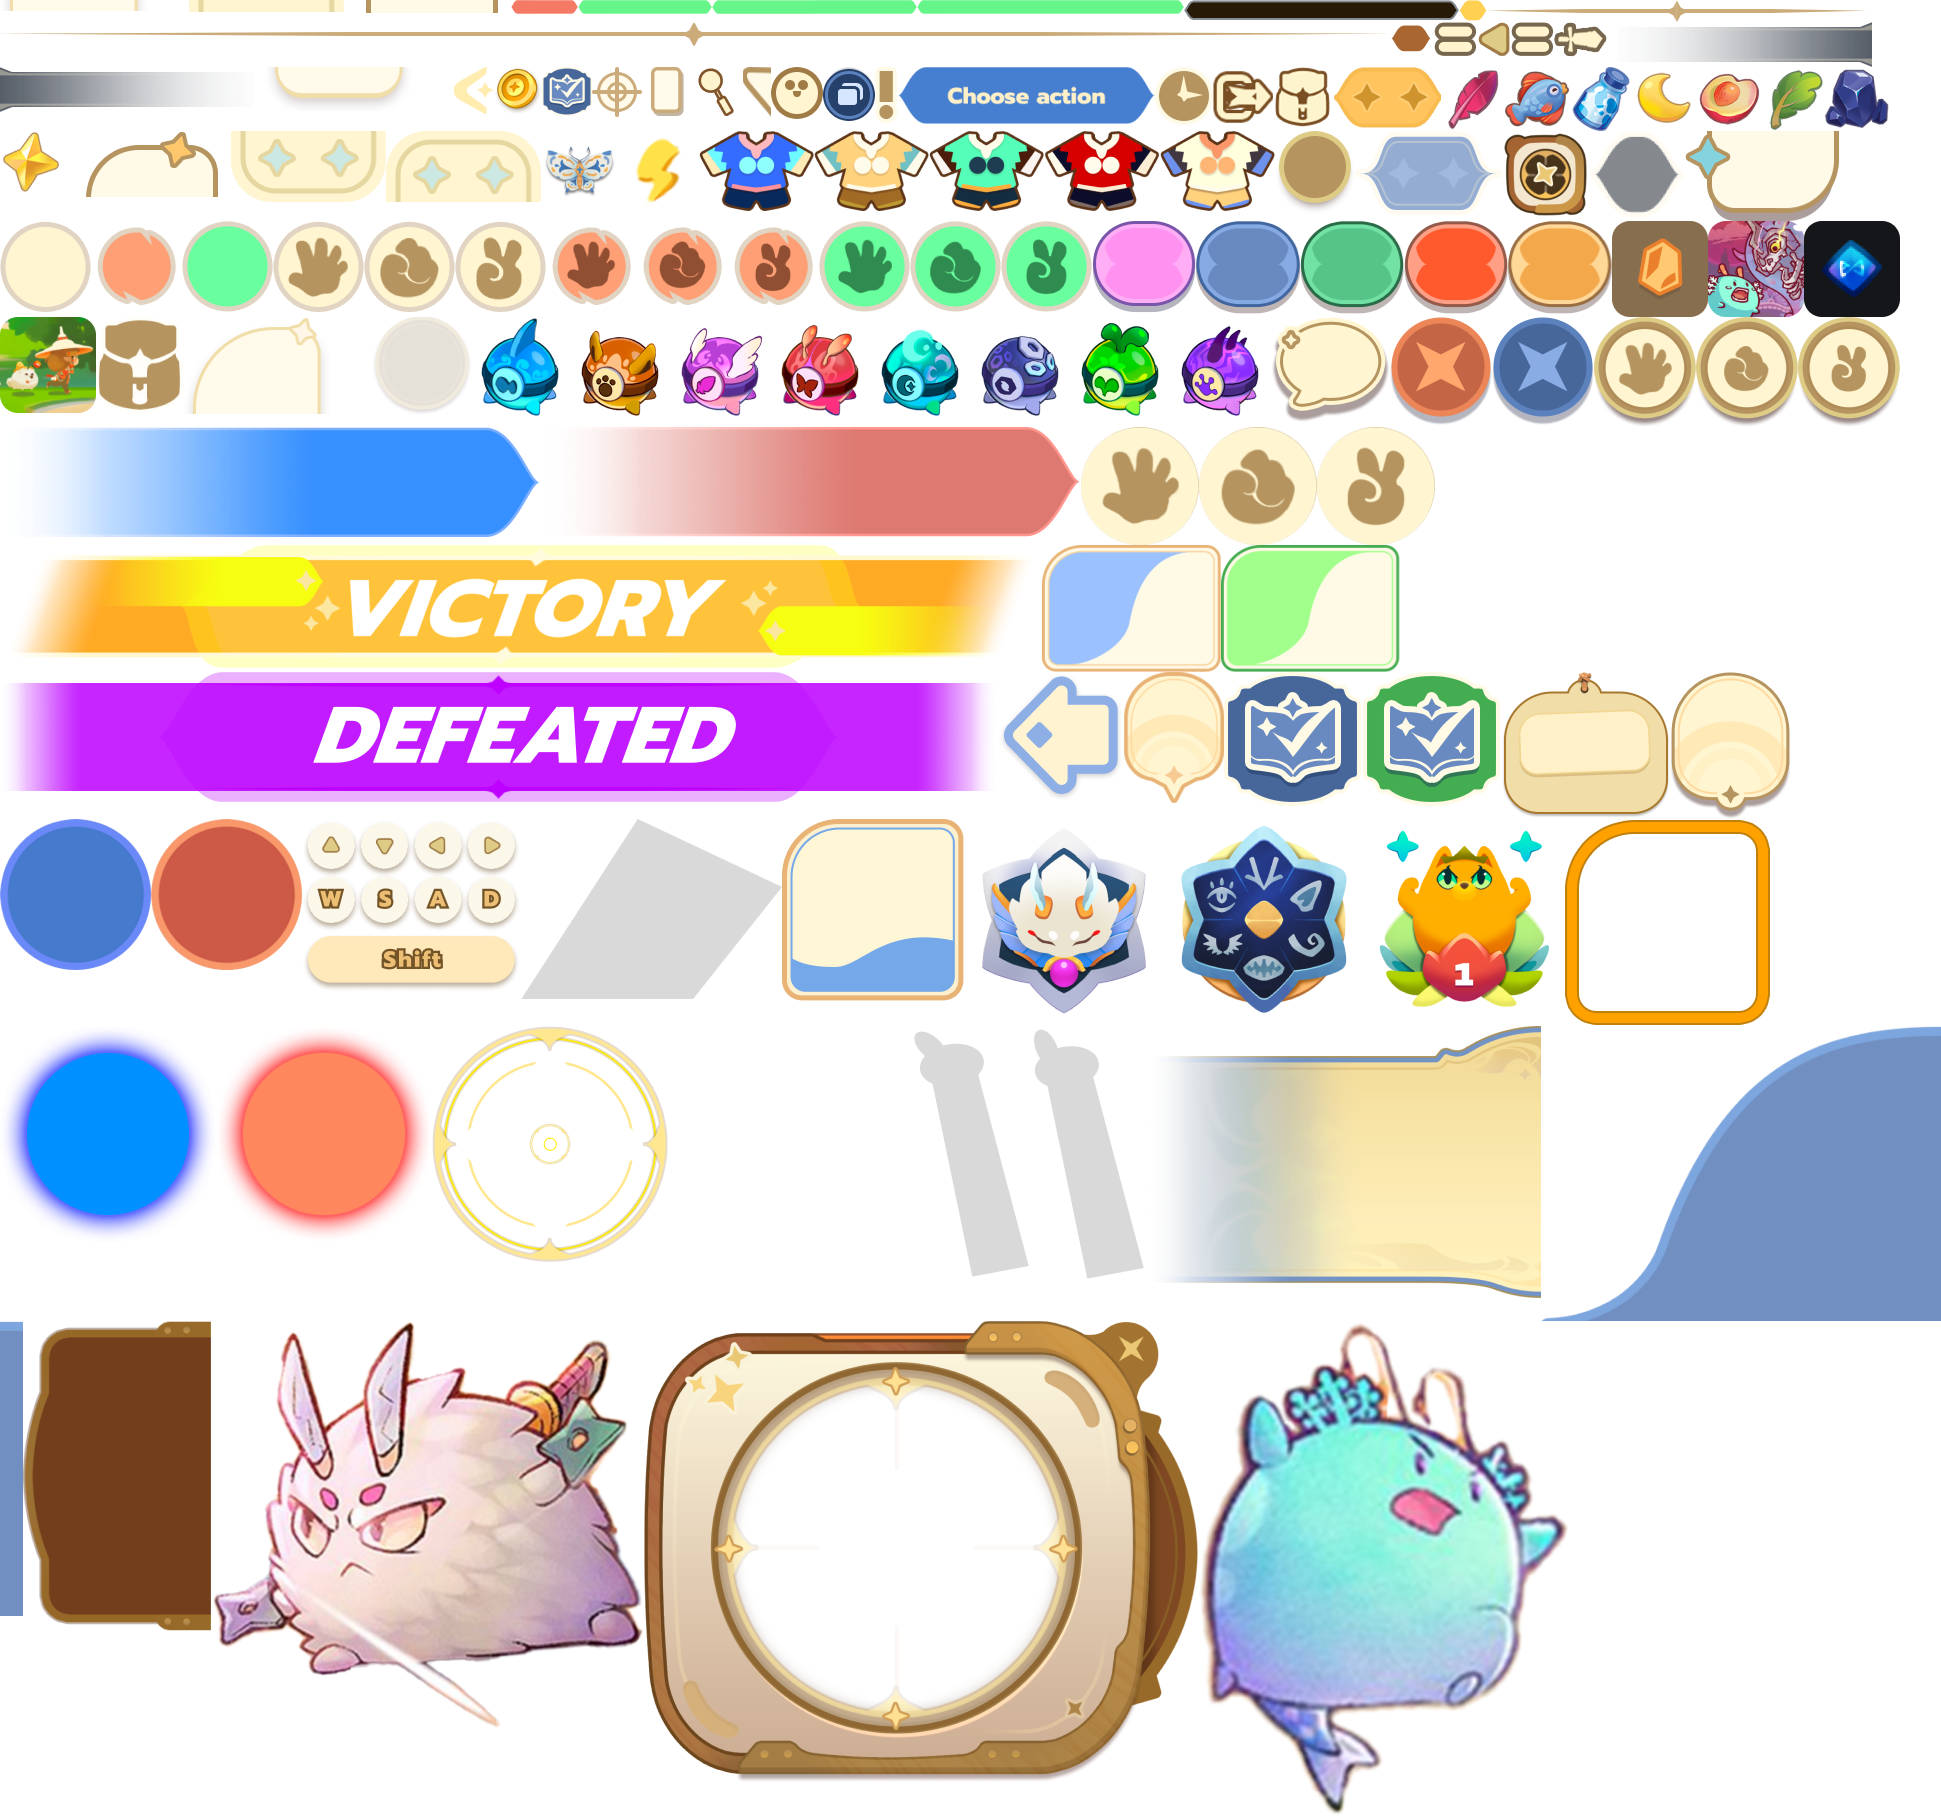 Choose action
VICTORY
DEFEATED
W S A D
Shift
1